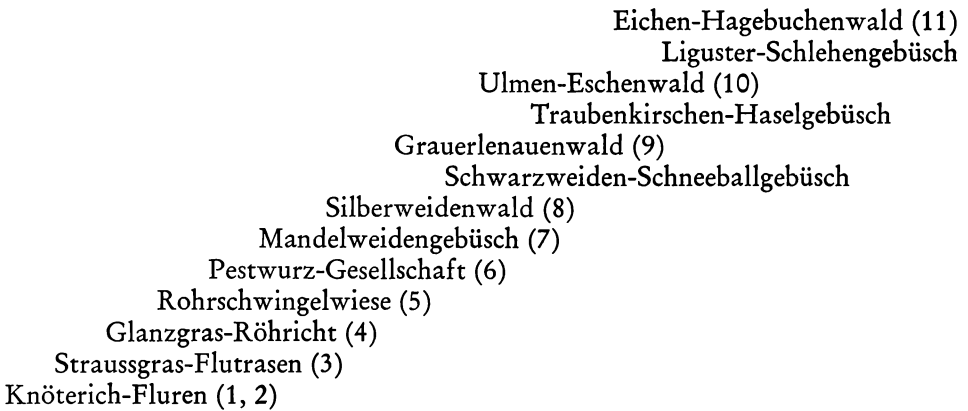 Eichen-Hagebuchenwald (11)
Liguster-Schlehengebüsch
Ulmen-Eschenwald (10)
Traubenkirschen-Haselgebüsch
Grauerlenauenwald (9)
Schwarzweiden-Schneeballgebüsch
Silberweidenwald (8)
Mandelweidengebüsch (7)
Pestwurz-Gesellschaft (6)
Rohrschwingelwiese (5)
Glanzgras-Röhricht (4)
Straussgras-Flutrasen (3)
Knöterich-Fluren (1, 2)